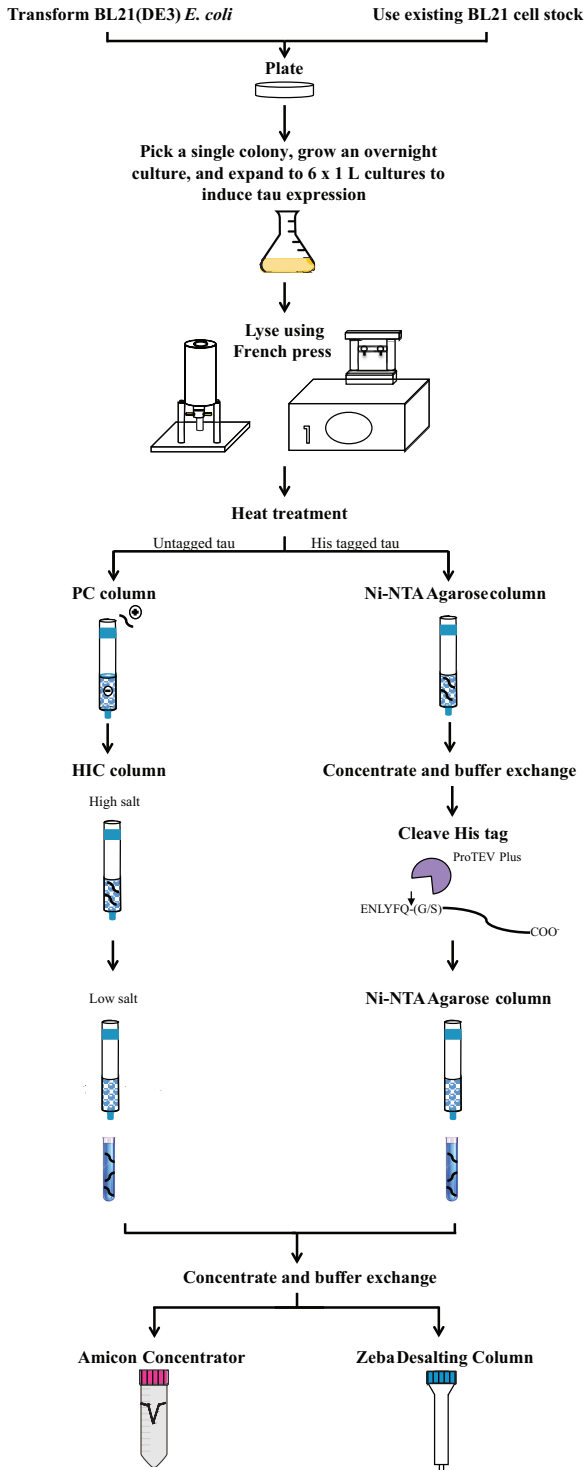 Transform BL21(DE3) E. coli
Use existing BL21 cell stock
Plate
Pick a single colony, grow an overnight
culture, and expand to 6 x 1 L cultures to
induce tau expression
Lyse using
French press
1
Heat treatment
Untagged tau
His tagged tau
PC column
Ni-NTA Agarose column
+
-
HIC column
Concentrate and buffer exchange
High salt
Cleave His tag
ProTEV Plus
ENLYFQ-(G/S)
COO-
Low salt
Ni-NTA Agarose column
Concentrate and buffer exchange
Amicon Concentrator
Zeba Desalting Column